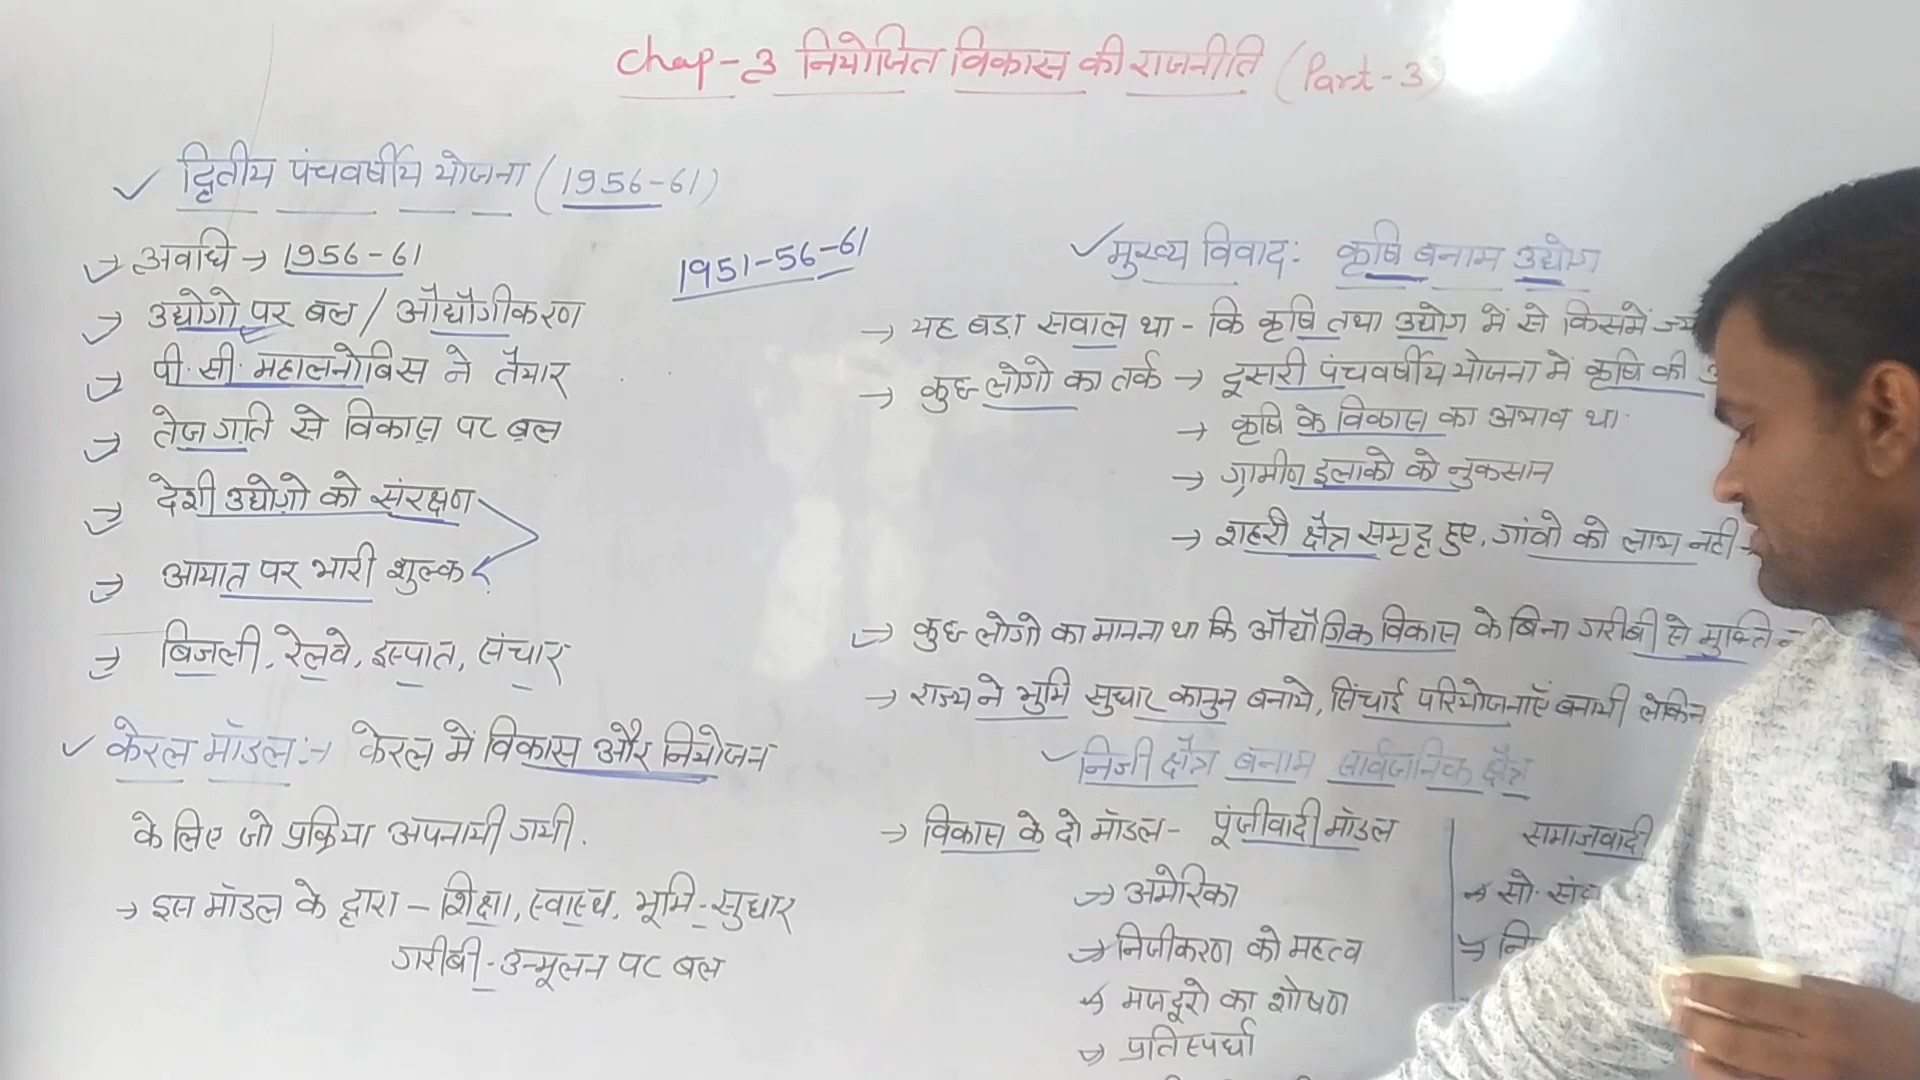 Chap-3 नियोजित विकास की राजनीति (Part-3)
द्वितीय पंचवर्षीय योजना (1956-61)
अवधि → 1956-61
उद्योगो पर बल / औद्यौगीकरण
पी.सी. महालनोबिस ने तैयार
तेज गति से विकास पर बल
देशी उद्योगो को संरक्षण
आयात पर भारी शुल्क
बिजली, रेलवे, इस्पात, संचार
केरल मॉडल:→ केरल में विकास और नियोजन
के लिए जो प्रक्रिया अपनायी गयी.
→ इस मॉडल के द्वारा - शिक्षा, स्वास्थ, भूमि-सुधार
गरीबी-उन्मूलन पर बल
1951-56-61
मुख्य विवाद: कृषि बनाम उद्योग
→ यह बड़ा सवाल था - कि कृषि तथा उद्योग में से किसमें
→ कुछ लोगो का तर्क → दूसरी पंचवर्षीय योजना में कृषि की
→ कृषि के विकास का अभाव था.
→ ग्रामीण इलाको को नुकसान
→ शहरी क्षैत्र समृद्ध हुए, गांवो को लाभ नही
→ कुछ लोगो का मानना था कि औद्यौगिक विकास के बिना गरीबी से मुक्ति
→ राज्य ने भूमि सुधार कानुन बनाये, सिंचाई परियोजनाएँ बनायी लेकिन
निजी क्षैत्र बनाम सार्वजनिक क्षैत्र
→ विकास के दो मॉडल- पूंजीवादी मॉडल
→ अमेरिका
→ निजीकरण को महत्व
→ मजदूरो का शोषण
→ प्रतिस्पर्धा
समाजवादी
→ सो. संघ